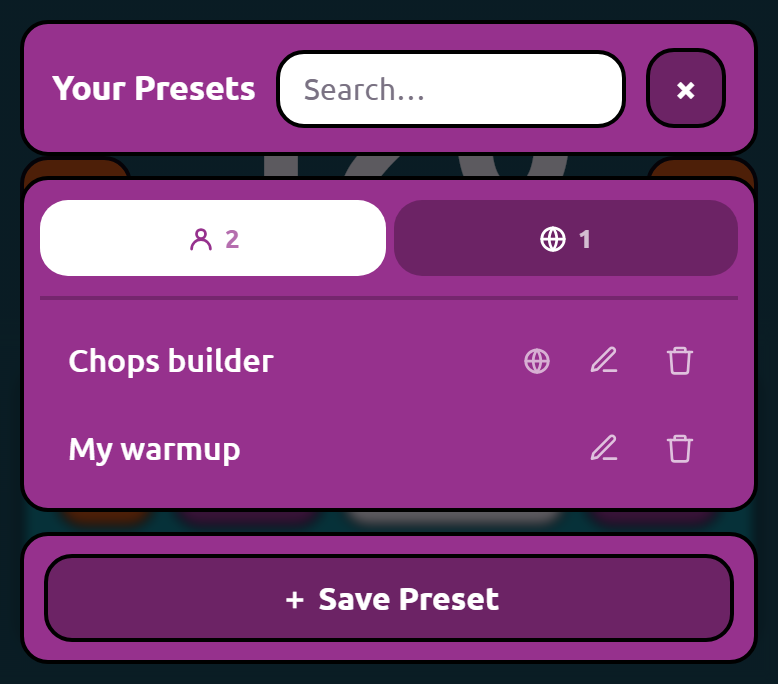 Your Presets
Search...
2
1
Chops builder
My warmup
+ Save Preset